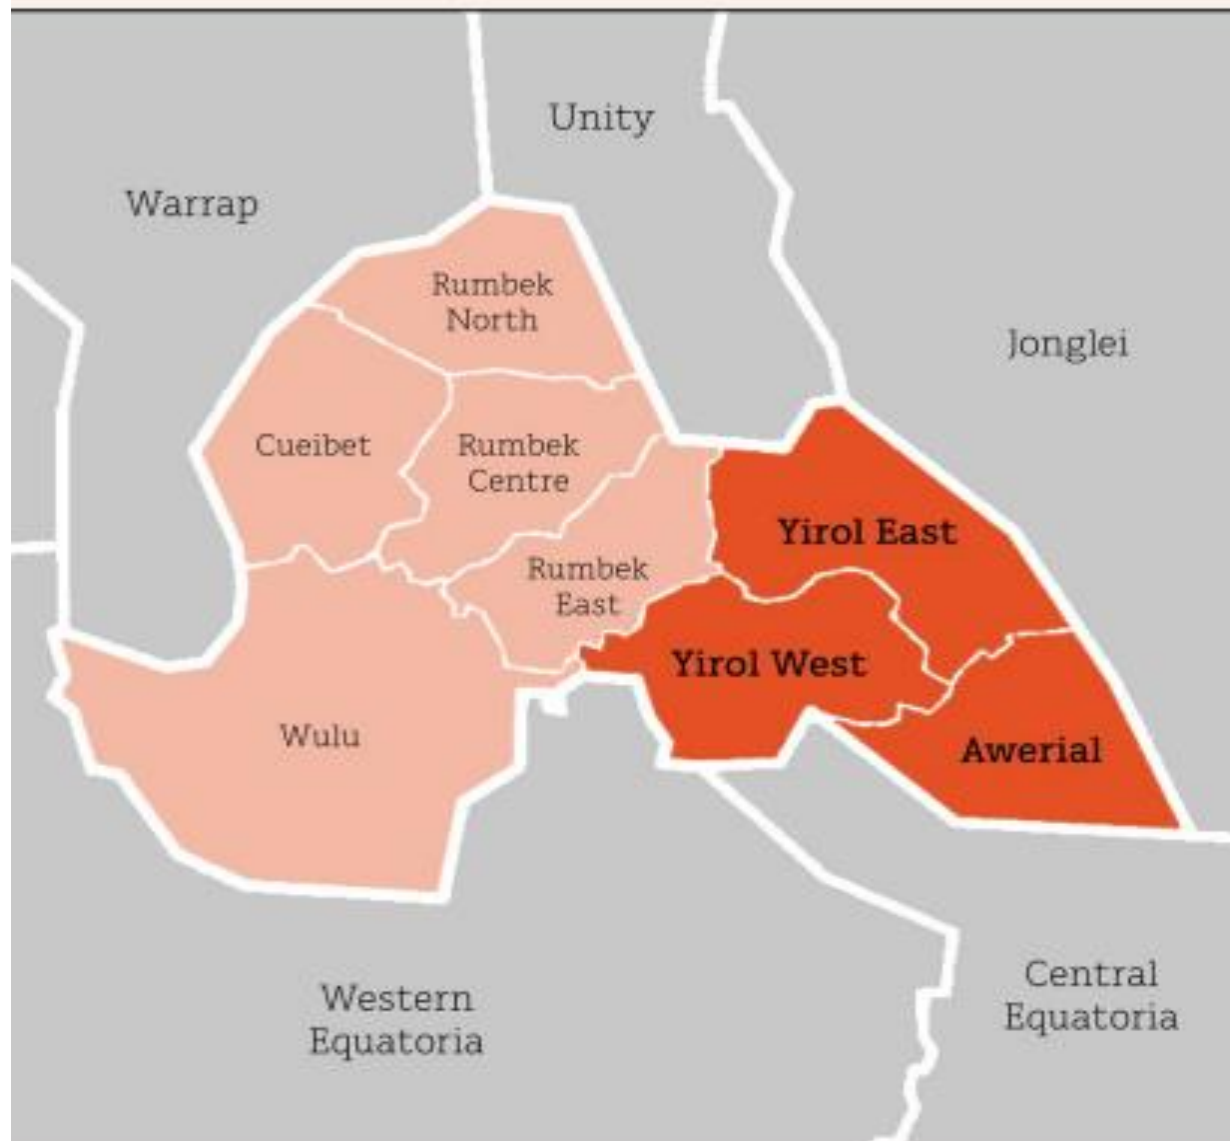 Unity
Warrap
Rumbek
North
Jonglei
Cueibet
Rumbek
Centre
Yirol East
Rumbek
East
Yirol West
Wulu
Awerial
Western
Equatoria
Central
Equatoria